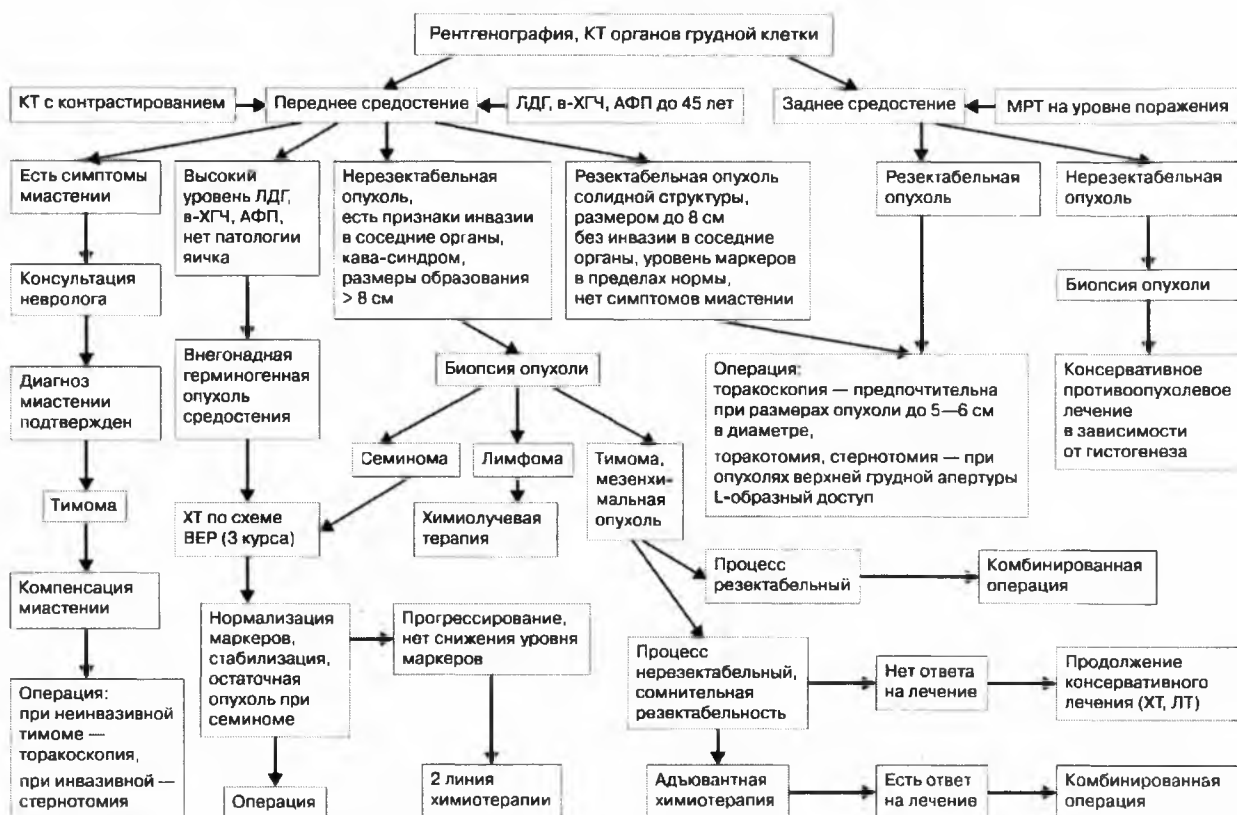 Рентгенография, КТ органов грудной клетки
КТ с контрастированием
Переднее средостение
ЛДГ, в-ХГЧ, АФП до 45 лет
Заднее средостение
МРТ на уровне поражения
Есть симптомы
миастении
Высокий
уровень ЛДГ,
в-ХГЧ, АФП,
нет патологии
яичка
Нерезектабельная
опухоль,
есть признаки инвазии
в соседние органы,
кава-синдром,
размеры образования
> 8 см
Резектабельная опухоль
солидной структуры,
размером до 8 см
без инвазии в соседние
органы, уровень маркеров
в пределах нормы,
нет симптомов миастении
Резектабельная
опухоль
Нерезектабельная
опухоль
Консультация
невролога
Биопсия опухоли
Диагноз
миастении
подтвержден
Внегонадная
герминогенная
опухоль
средостения
Биопсия опухоли
Операция:
торакоскопия — предпочтительна
при размерах опухоли до 5—6 см
в диаметре,
торакотомия, стернотомия — при
опухолях верхней грудной апертуры
L-образный доступ
Консервативное
противоопухолевое
лечение
в зависимости
от гистогенеза
Семинома
Лимфома
Тимома,
мезенхи-
мальная
опухоль
Тимома
ХТ по схеме
ВЕР (3 курса)
Химиолучевая
терапия
Процесс
резектабельный
Комбинированная
операция
Компенсация
миастении
Нормализация
маркеров,
стабилизация,
остаточная
опухоль при
семиноме
Прогрессирование,
нет снижения уровня
маркеров
Процесс
нерезектабельный,
сомнительная
резектабельность
Нет ответа
на лечение
Продолжение
консервативного
лечения (ХТ, ЛТ)
Операция:
при неинвазивной
тимоме —
торакоскопия,
при инвазивной —
стернотомия
Операция
2 линия
химиотерапии
Адъювантная
химиотерапия
Есть ответ
на лечение
Комбинированная
операция